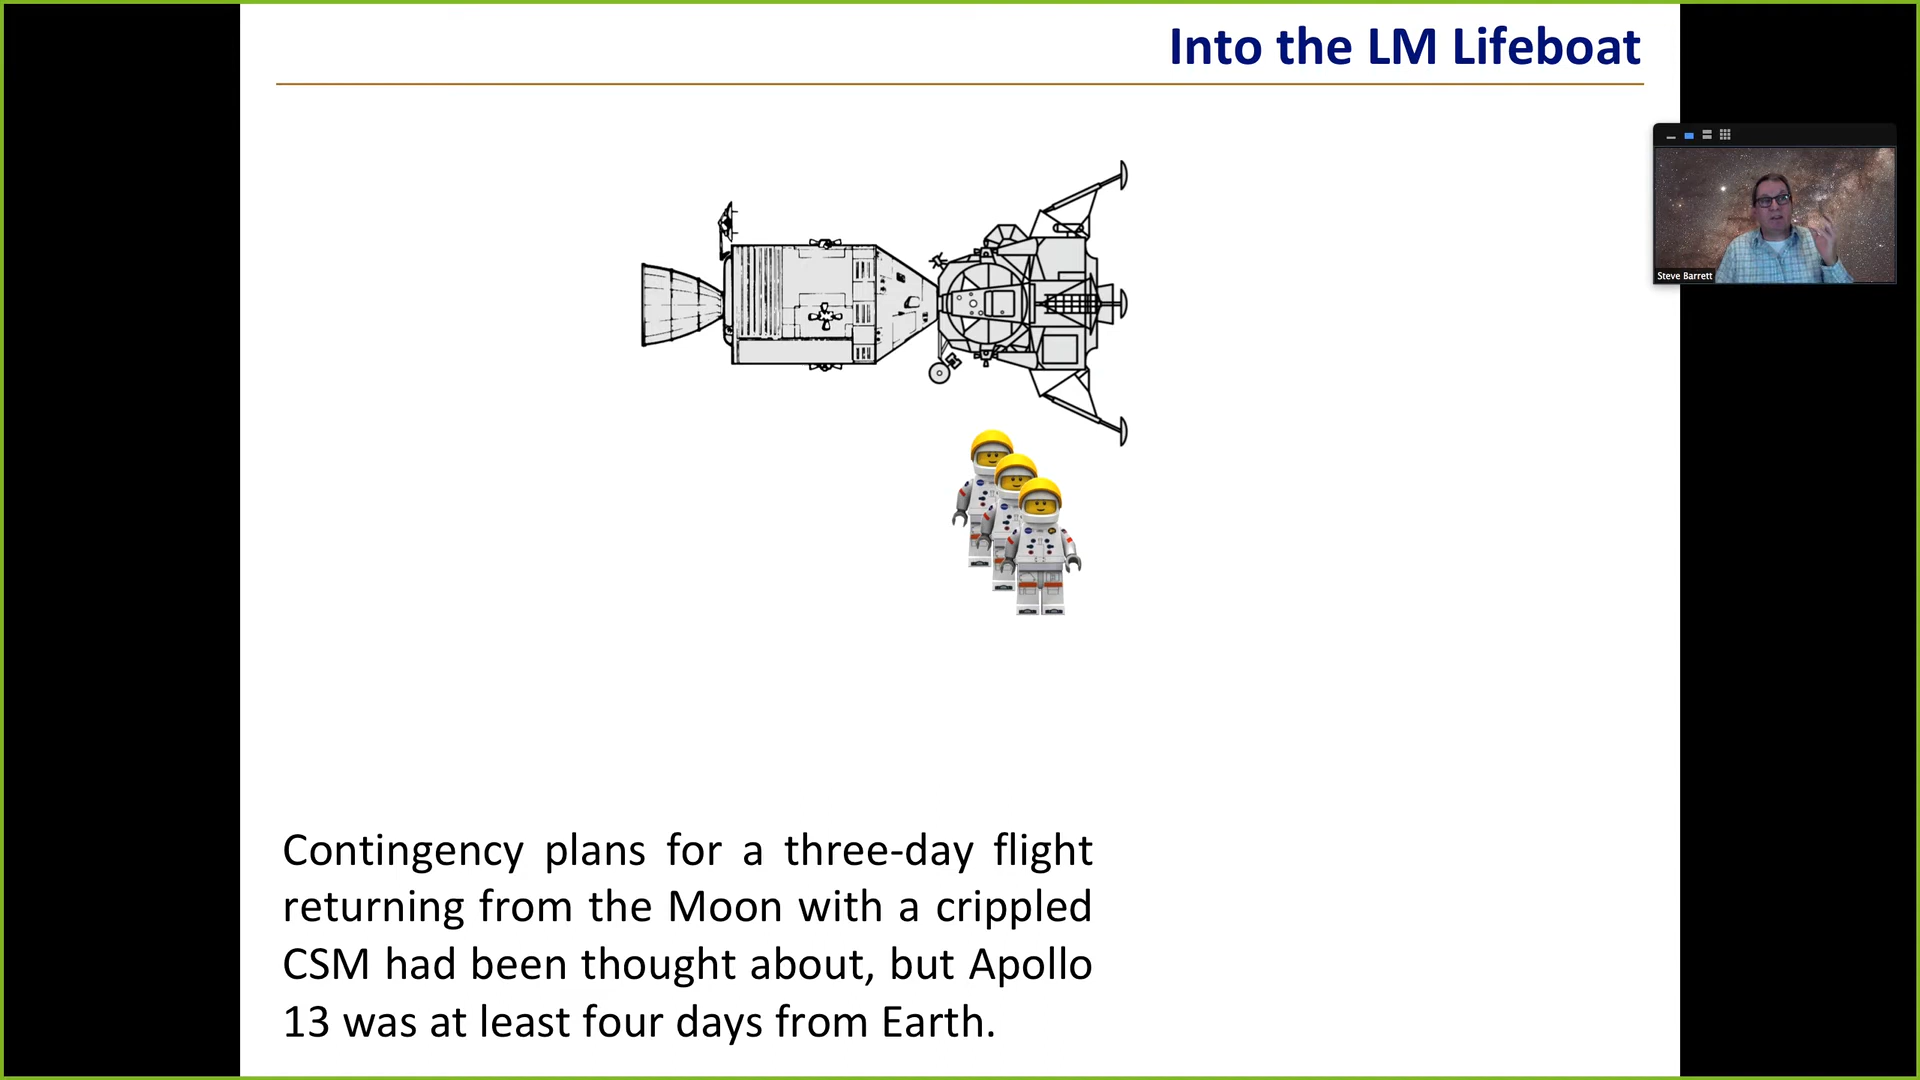 Into the LM Lifeboat
Steve Barrett
Contingency plans for a three-day flight
returning from the Moon with a crippled
CSM had been thought about, but Apollo
13 was at least four days from Earth.